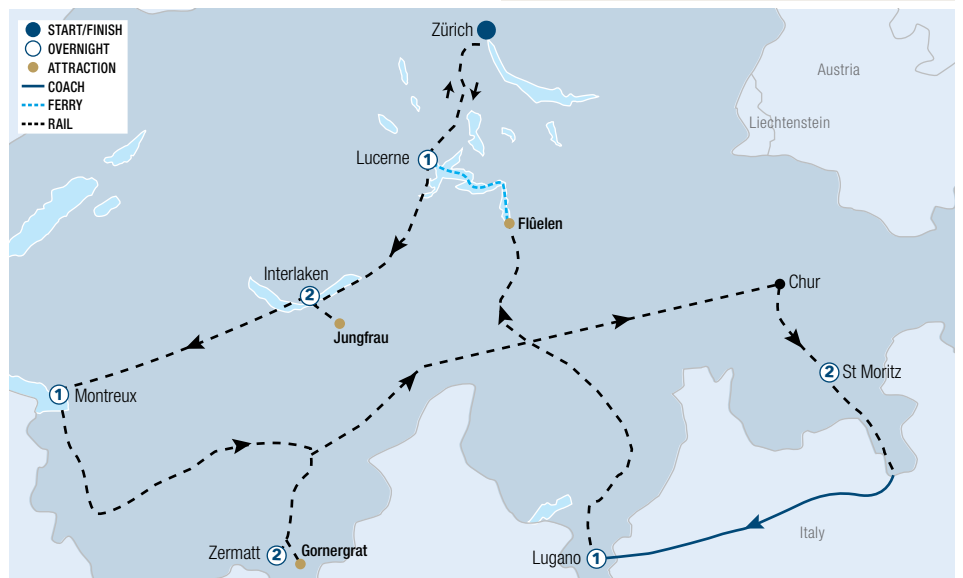 START/FINISH
OVERNIGHT
ATTRACTION
COACH
FERRY
RAIL
Zürich
Austria
Liechtenstein
Lucerne
1
Flûelen
Interlaken
2
Chur
Jungfrau
2
St Moritz
1
Montreux
Zermatt
2
Gornergrat
Italy
Lugano
1